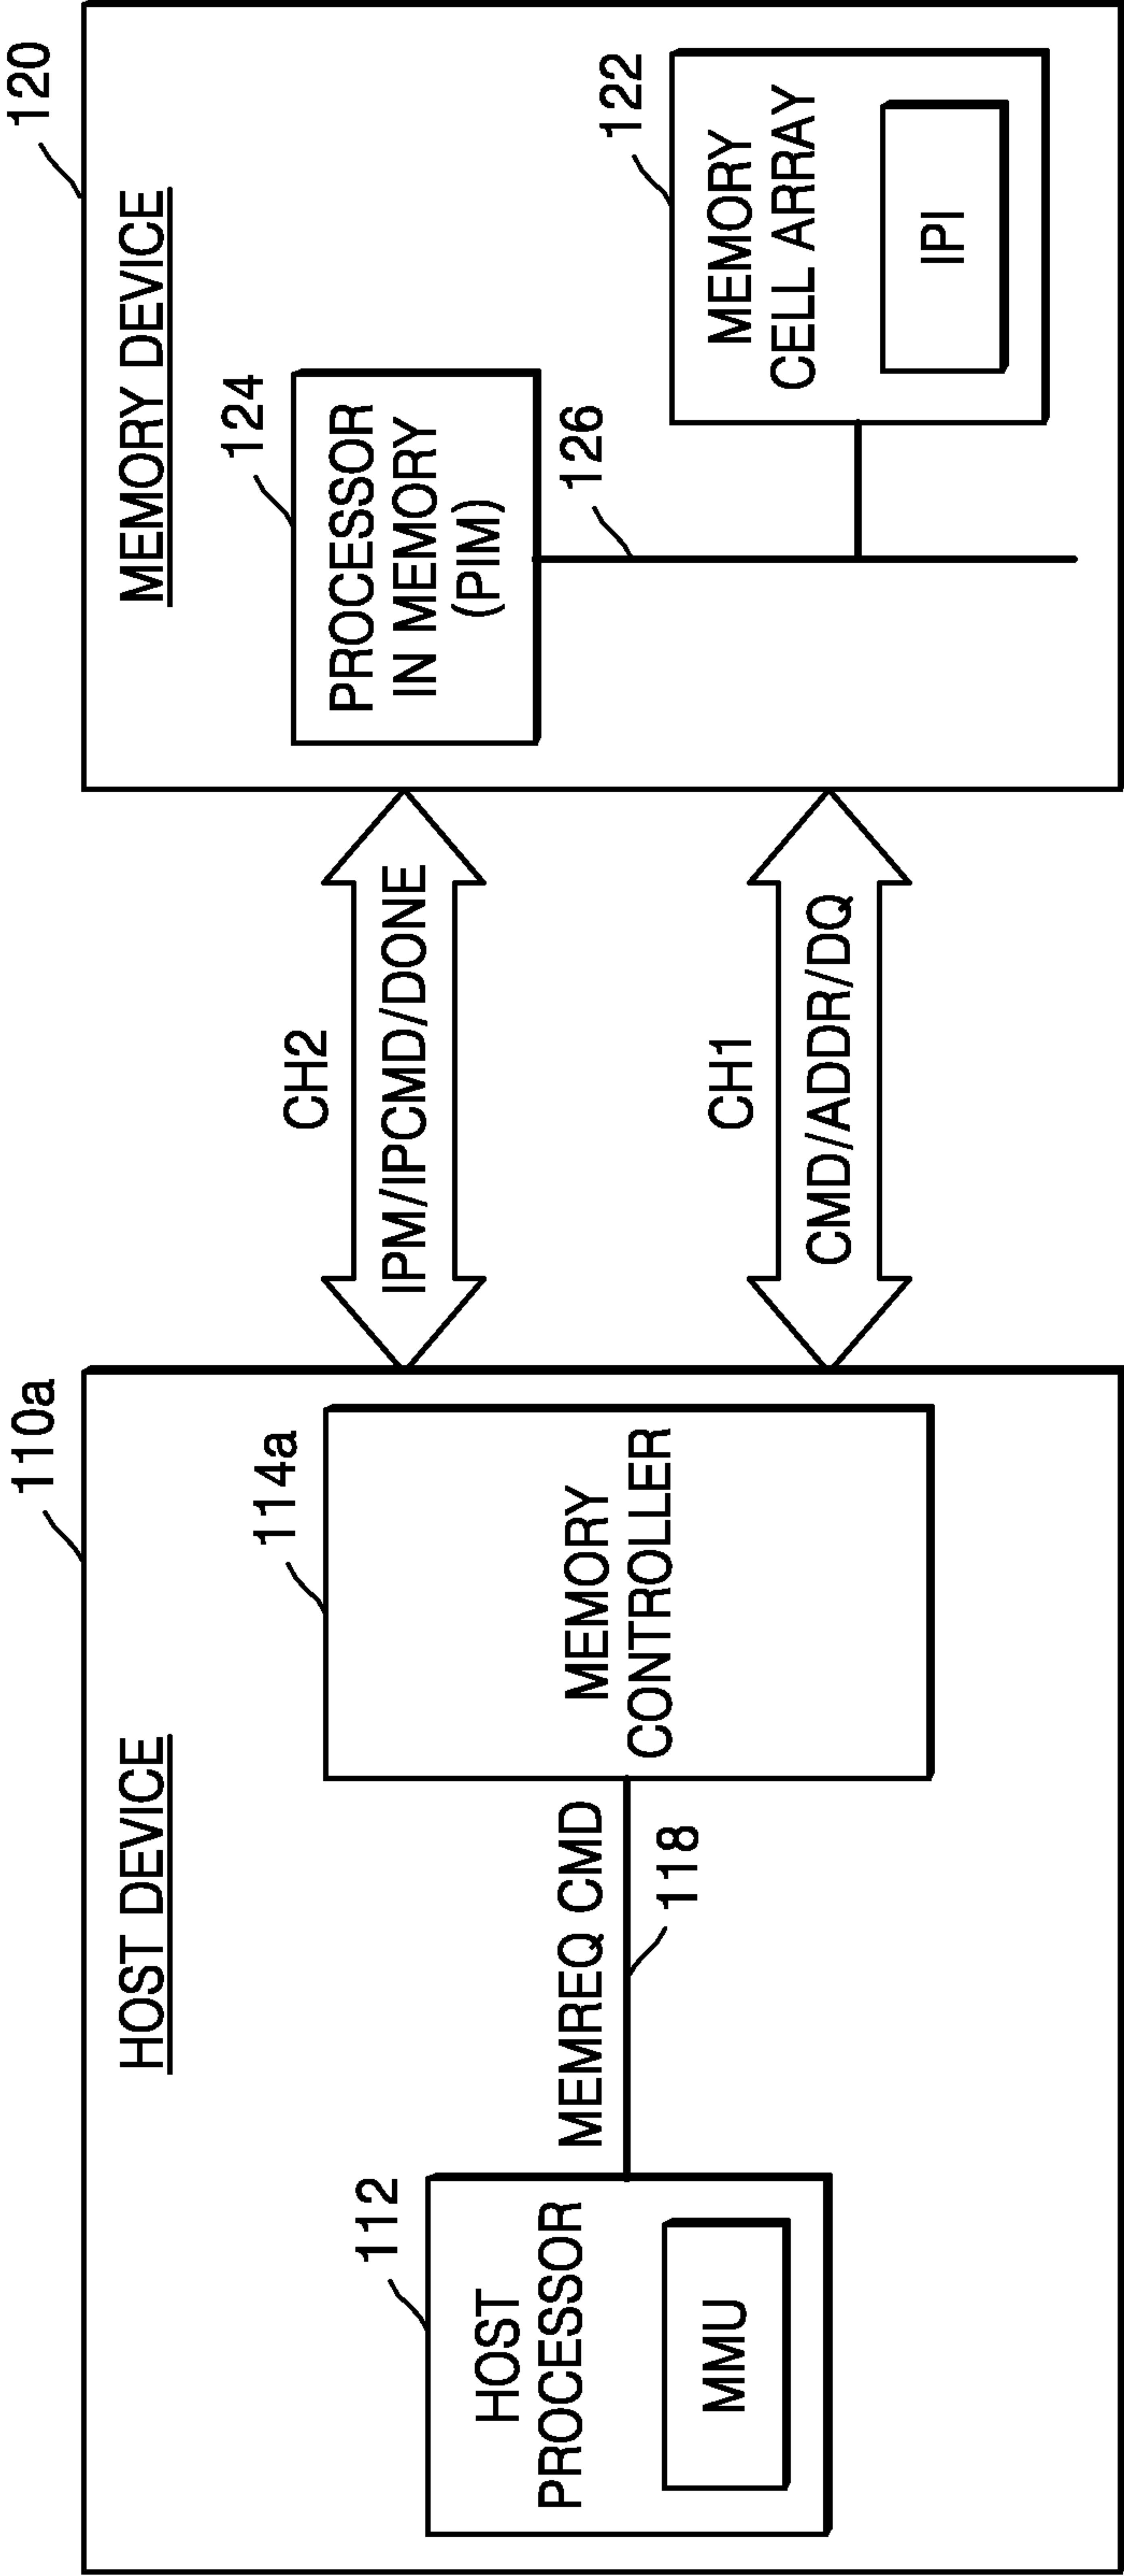 110a
HOST DEVICE
112
HOST
PROCESSOR
MMU
MEMREQ CMD
118
114a
MEMORY
CONTROLLER
CH2
IPM/IPCMD/DONE
CH1
CMD/ADDR/DQ
120
MEMORY DEVICE
124
PROCESSOR
IN MEMORY
(PIM)
126
122
MEMORY
CELL ARRAY
IPI